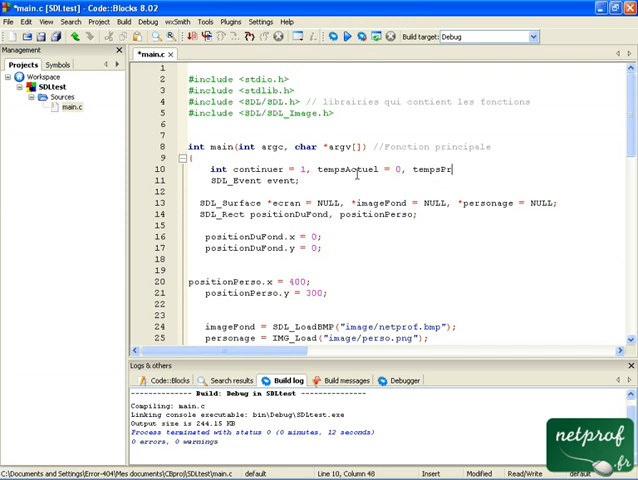 *main.c [SDLtest] - Code::Blocks 8.02
File Edit View Search Project Build Debug wxSmith Tools Plugins Settings Help
Build target: Debug
Management
Projects Symbols
Workspace
SDLtest
Sources
main.c
*main.c
1
2 #include <stdio.h>
3 #include <stdlib.h>
4 #include <SDL/SDL.h> // librairies qui contient les fonctions
5 #include <SDL/SDL_Image.h>
6
7
8 int main(int argc, char *argv[]) //Fonction principale
9 {
10 int continuer = 1, tempsActuel = 0, tempsPr
11 SDL_Event event;
12
13 SDL_Surface *ecran = NULL, *imageFond = NULL, *personage = NULL;
14 SDL_Rect positionDuFond, positionPerso;
15
16 positionDuFond.x = 0;
17 positionDuFond.y = 0;
18
19
20 positionPerso.x = 400;
21 positionPerso.y = 300;
22
23
24 imageFond = SDL_LoadBMP("image/netprof.bmp");
25 personage = IMG_Load("image/perso.png");
Logs & others
Code::Blocks Search results Build log Build messages Debugger
-------------- Build: Debug in SDLtest ---------------
Compiling: main.c
Linking console executable: bin\Debug\SDLtest.exe
Output size is 244.15 KB
Process terminated with status 0 (0 minutes, 12 seconds)
0 errors, 0 warnings
netprof
.fr
C:\Documents and Settings\Error-404\Mes documents\CBproj\SDLtest\main.c default Line 10, Column 48 Insert Modified Read/Write default